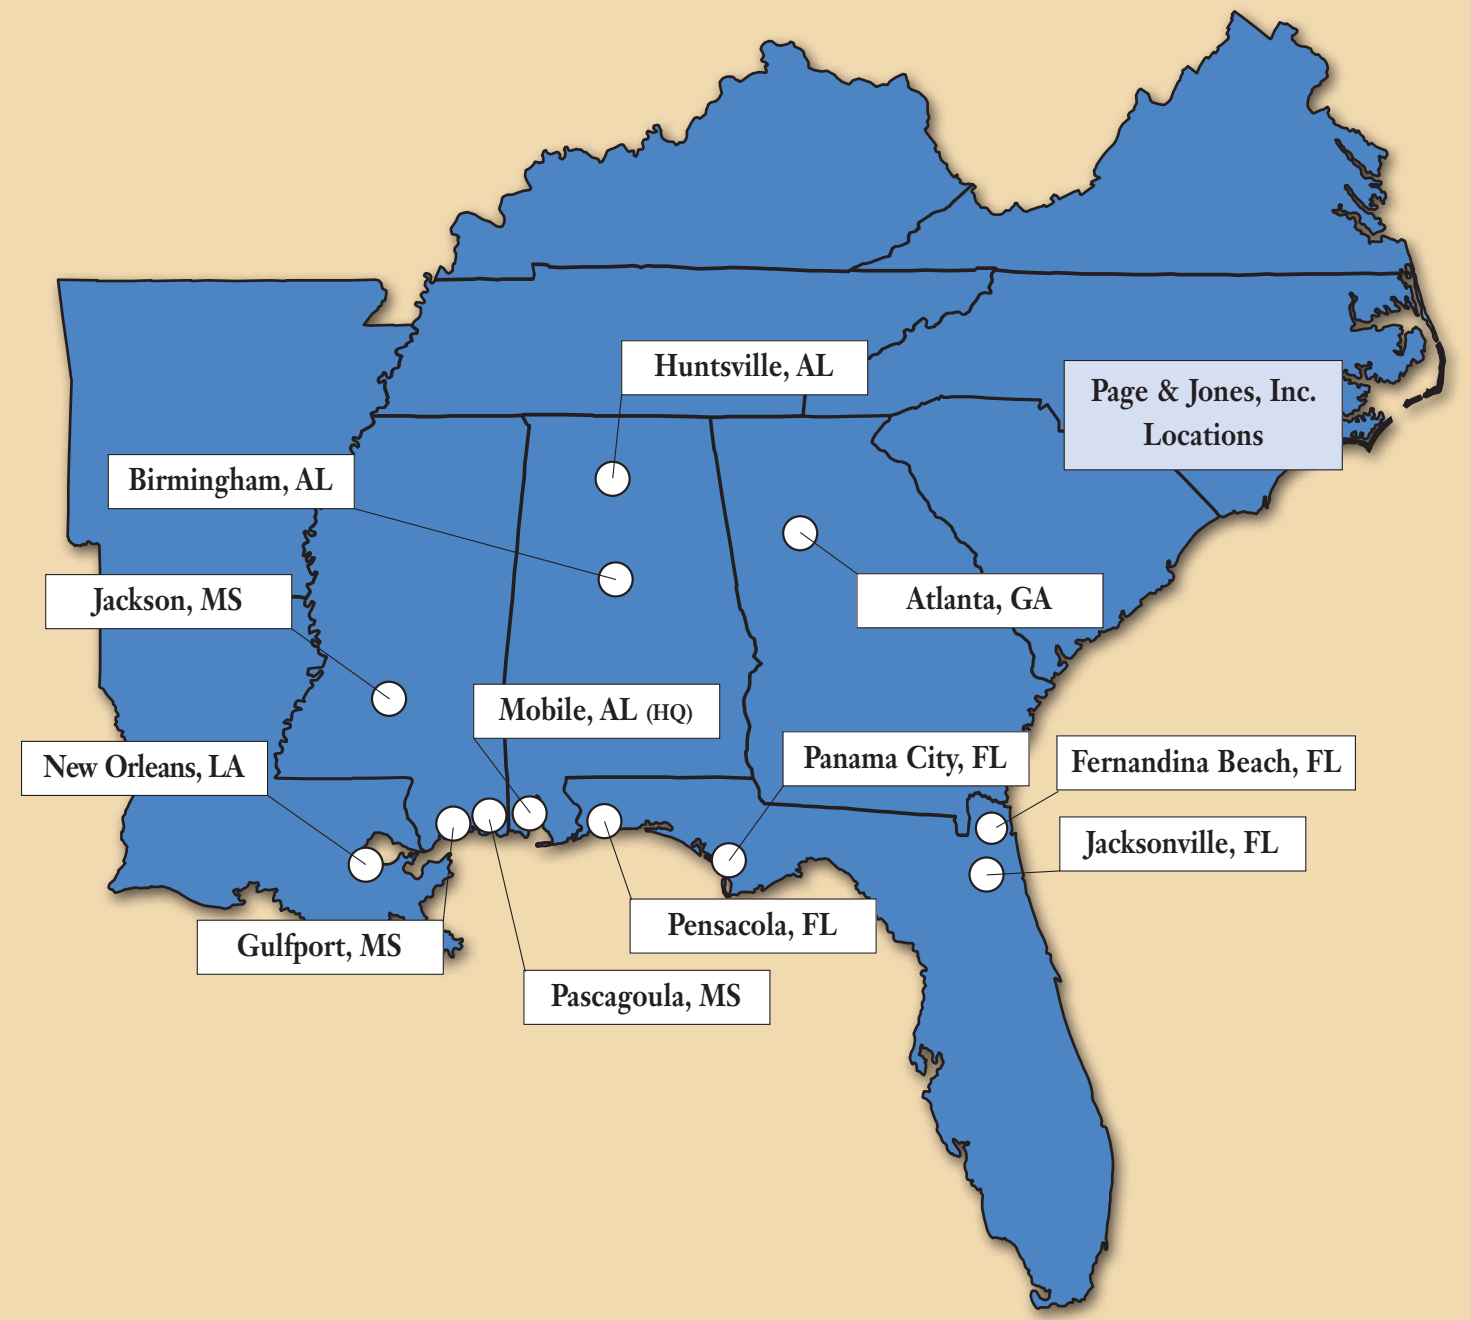 Huntsville, AL
Page & Jones, Inc.
Locations
Birmingham, AL
Jackson, MS
Atlanta, GA
Mobile, AL (HQ)
New Orleans, LA
Panama City, FL
Fernandina Beach, FL
Jacksonville, FL
Pensacola, FL
Gulfport, MS
Pascagoula, MS